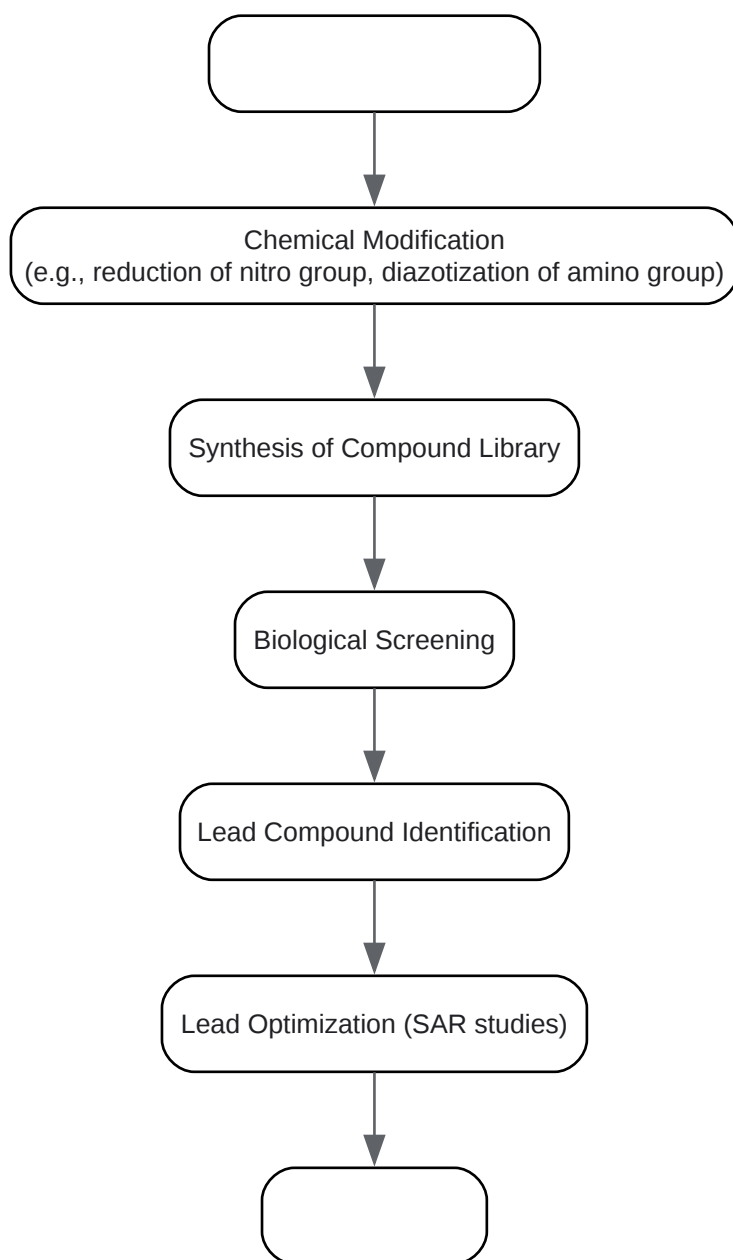 Chemical Modification
(e.g., reduction of nitro group, diazotization of amino group)
Synthesis of Compound Library
Biological Screening
Lead Compound Identification
Lead Optimization (SAR studies)